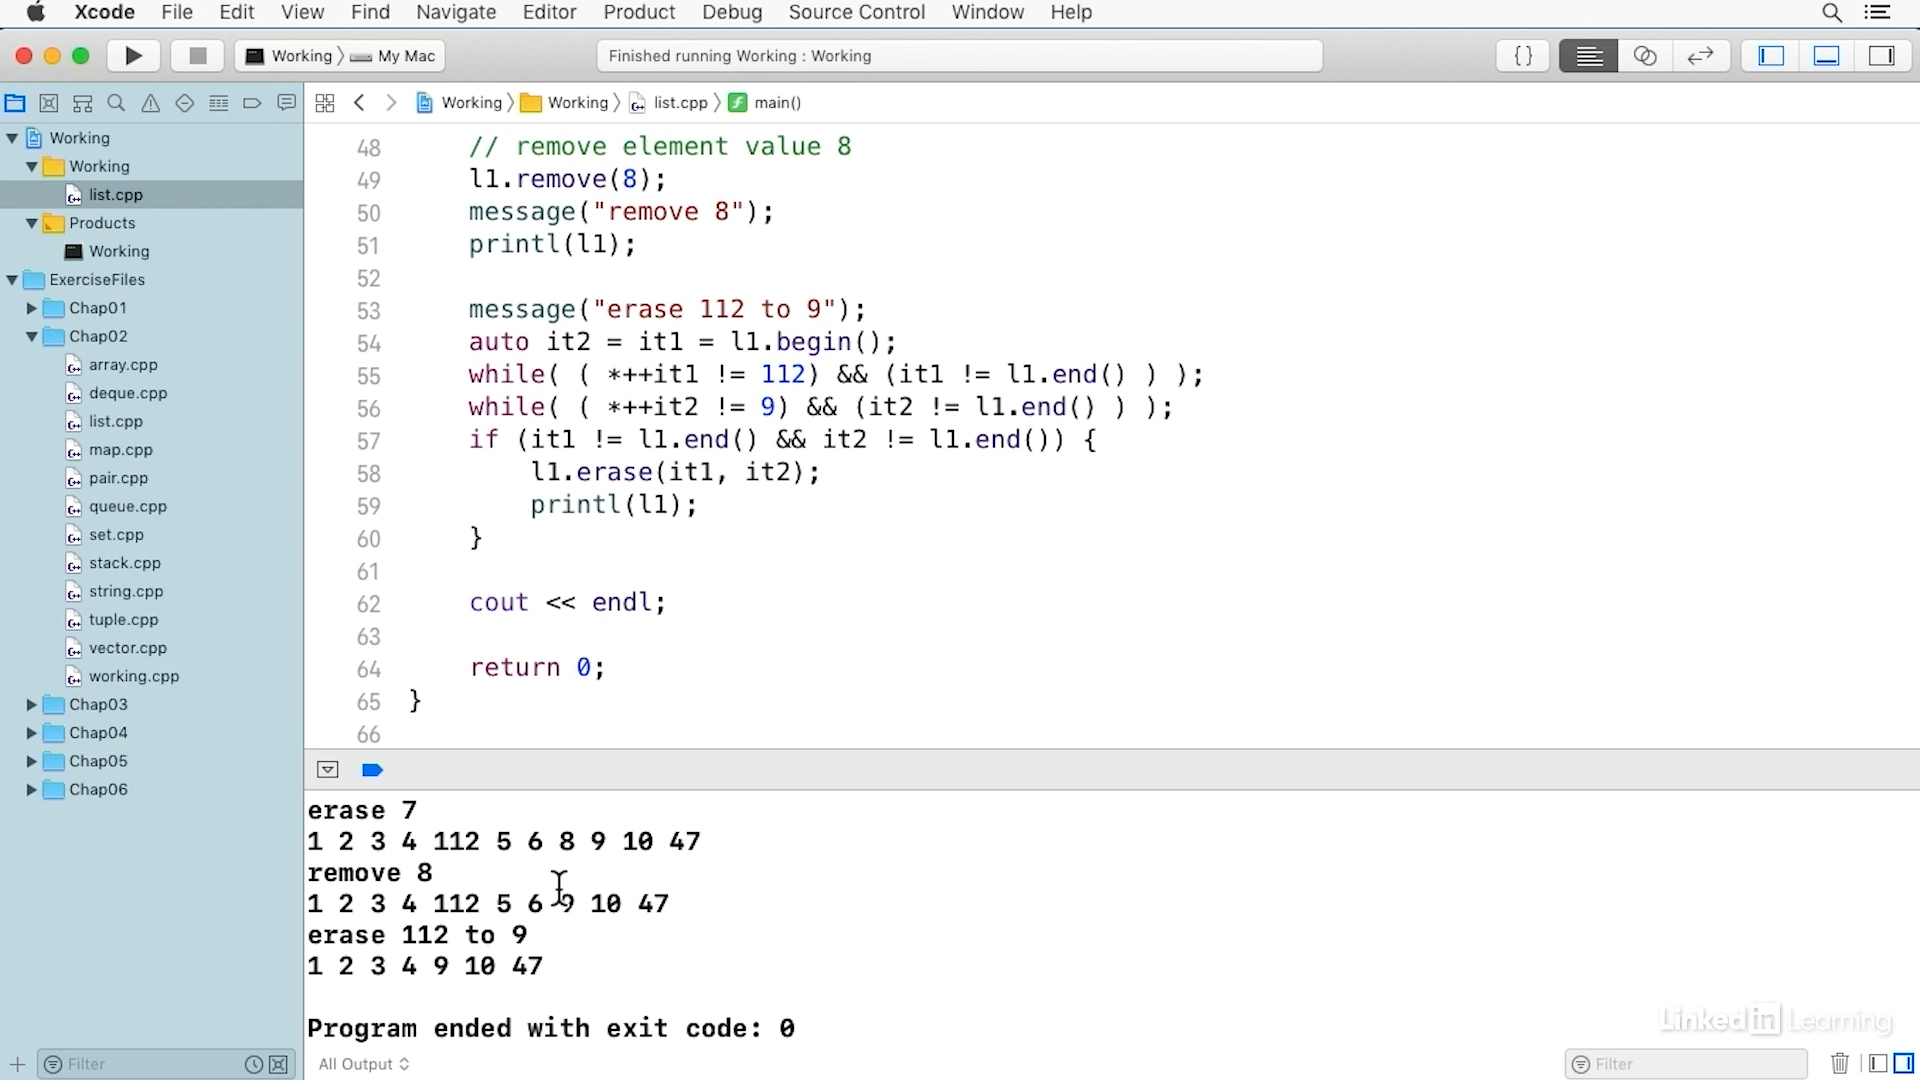 Xcode File Edit View Find Navigate Editor Product Debug Source Control Window Help
Working 〉 My Mac
Finished running Working : Working
{ }
Working 〉 Working 〉 list.cpp 〉 main()
Working
Working
list.cpp
Products
Working
ExerciseFiles
Chap01
Chap02
array.cpp
deque.cpp
list.cpp
map.cpp
pair.cpp
queue.cpp
set.cpp
stack.cpp
string.cpp
tuple.cpp
vector.cpp
working.cpp
Chap03
Chap04
Chap05
Chap06
Filter
48 // remove element value 8
49 l1.remove(8);
50 message("remove 8");
51 printl(l1);
52
53 message("erase 112 to 9");
54 auto it2 = it1 = l1.begin();
55 while( ( *++it1 != 112) && (it1 != l1.end() ) );
56 while( ( *++it2 != 9) && (it2 != l1.end() ) );
57 if (it1 != l1.end() && it2 != l1.end()) {
58 l1.erase(it1, it2);
59 printl(l1);
60 }
61
62 cout << endl;
63
64 return 0;
65 }
66
erase 7
1 2 3 4 112 5 6 8 9 10 47
remove 8
1 2 3 4 112 5 6 9 10 47
erase 112 to 9
1 2 3 4 9 10 47
Program ended with exit code: 0
All Output
Filter
Linked in Learning